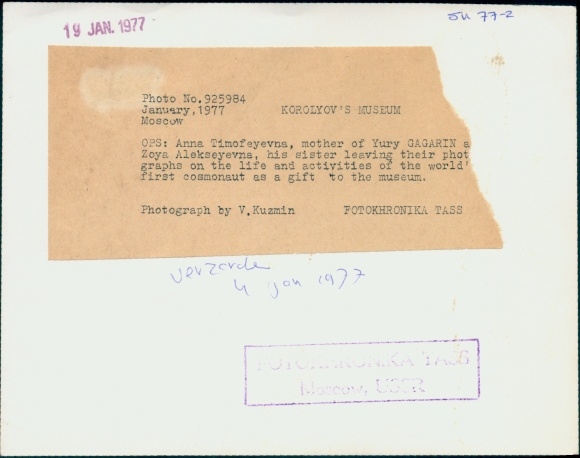 19 JAN. 1977
JU 77-2
Photo No.925984
January,1977 KOROLYOV'S MUSEUM
Moscow
OPS: Anna Timofeyevna, mother of Yury GAGARIN a
Zoya Alekseyevna, his sister leaving their phot
graphs on the life and activities of the world'
first cosmonaut as a gift to the museum.
Photograph by V.Kuzmin FOTOKHRONIKA TASS
4 jan 1977
FOTOKHRONIKA TASS
Moscow, USSR